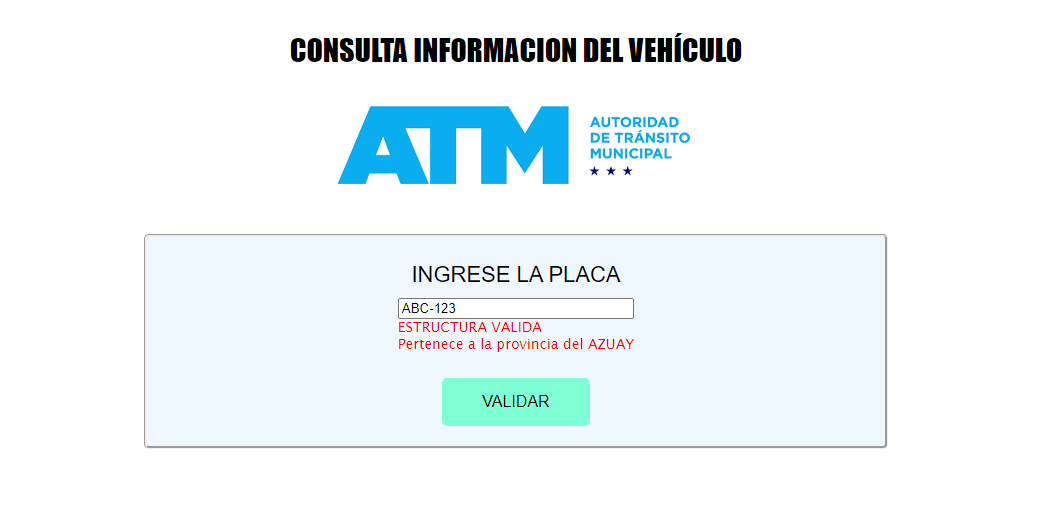 CONSULTA INFORMACION DEL VEHÍCULO
ATM
AUTORIDAD
DE TRÁNSITO
MUNICIPAL
INGRESE LA PLACA
ABC-123
ESTRUCTURA VALIDA
Pertenece a la provincia del AZUAY
VALIDAR